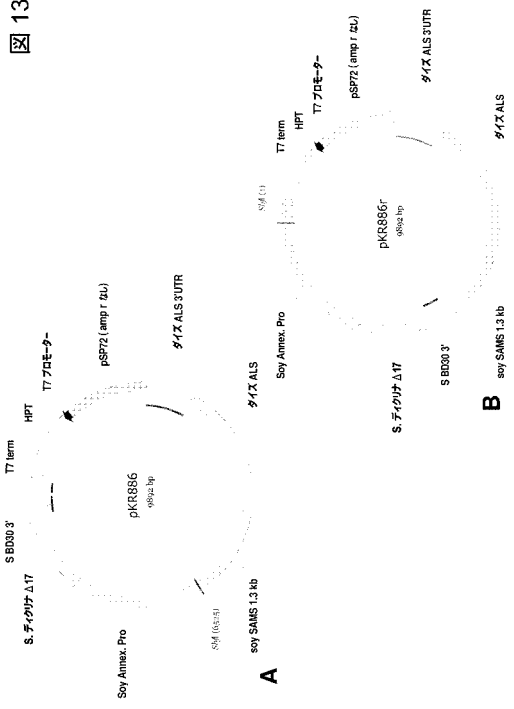 図 13
S BD30 3'
T7 term
HPT
T7 プロモーター
pSP72 ( amp r なし)
ダイズ ALS 3'UTR
ダイズ ALS
soy SAMS 1.3 kb
SbfI (6525)
Soy Annex. Pro
S. ディクリナ Δ17
pKR886
9892 bp
A
SbfI (1)
T7 term
HPT
T7 プロモーター
pSP72 ( amp r なし)
ダイズ ALS 3'UTR
ダイズ ALS
soy SAMS 1.3 kb
S BD30 3'
S. ディクリナ Δ17
Soy Annex. Pro
pKR886r
9892 bp
B